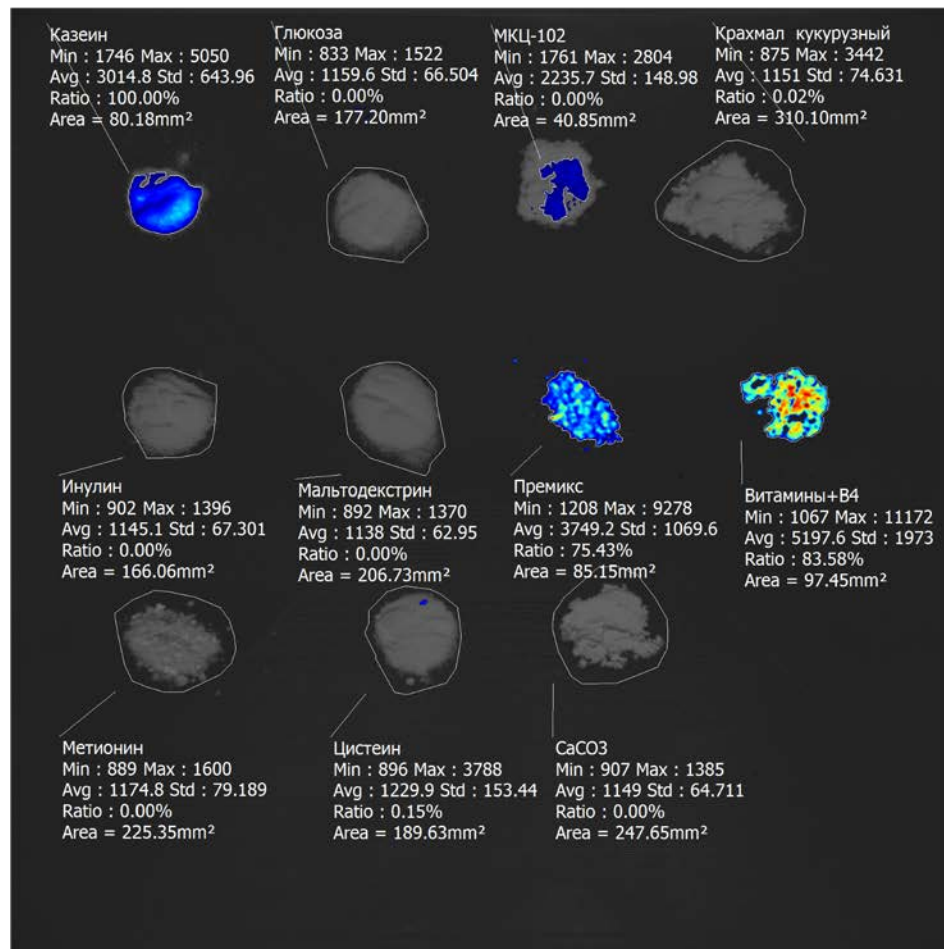 Казеин
Min : 1746 Max : 5050
Avg : 3014.8 Std : 643.96
Ratio : 100.00%
Area = 80.18mm²
Глюкоза
Min : 833 Max : 1522
Avg : 1159.6 Std : 66.504
Ratio : 0.00%
Area = 177.20mm²
МКЦ-102
Min : 1761 Max : 2804
Avg : 2235.7 Std : 148.98
Ratio : 0.00%
Area = 40.85mm²
Крахмал кукурузный
Min : 875 Max : 3442
Avg : 1151 Std : 74.631
Ratio : 0.02%
Area = 310.10mm²
Инулин
Min : 902 Max : 1396
Avg : 1145.1 Std : 67.301
Ratio : 0.00%
Area = 166.06mm²
Мальтодекстрин
Min : 892 Max : 1370
Avg : 1138 Std : 62.95
Ratio : 0.00%
Area = 206.73mm²
Премикс
Min : 1208 Max : 9278
Avg : 3749.2 Std : 1069.6
Ratio : 75.43%
Area = 85.15mm²
Витамины+B4
Min : 1067 Max : 11172
Avg : 5197.6 Std : 1973
Ratio : 83.58%
Area = 97.45mm²
Метионин
Min : 889 Max : 1600
Avg : 1174.8 Std : 79.189
Ratio : 0.00%
Area = 225.35mm²
Цистеин
Min : 896 Max : 3788
Avg : 1229.9 Std : 153.44
Ratio : 0.15%
Area = 189.63mm²
CaCO3
Min : 907 Max : 1385
Avg : 1149 Std : 64.711
Ratio : 0.00%
Area = 247.65mm²